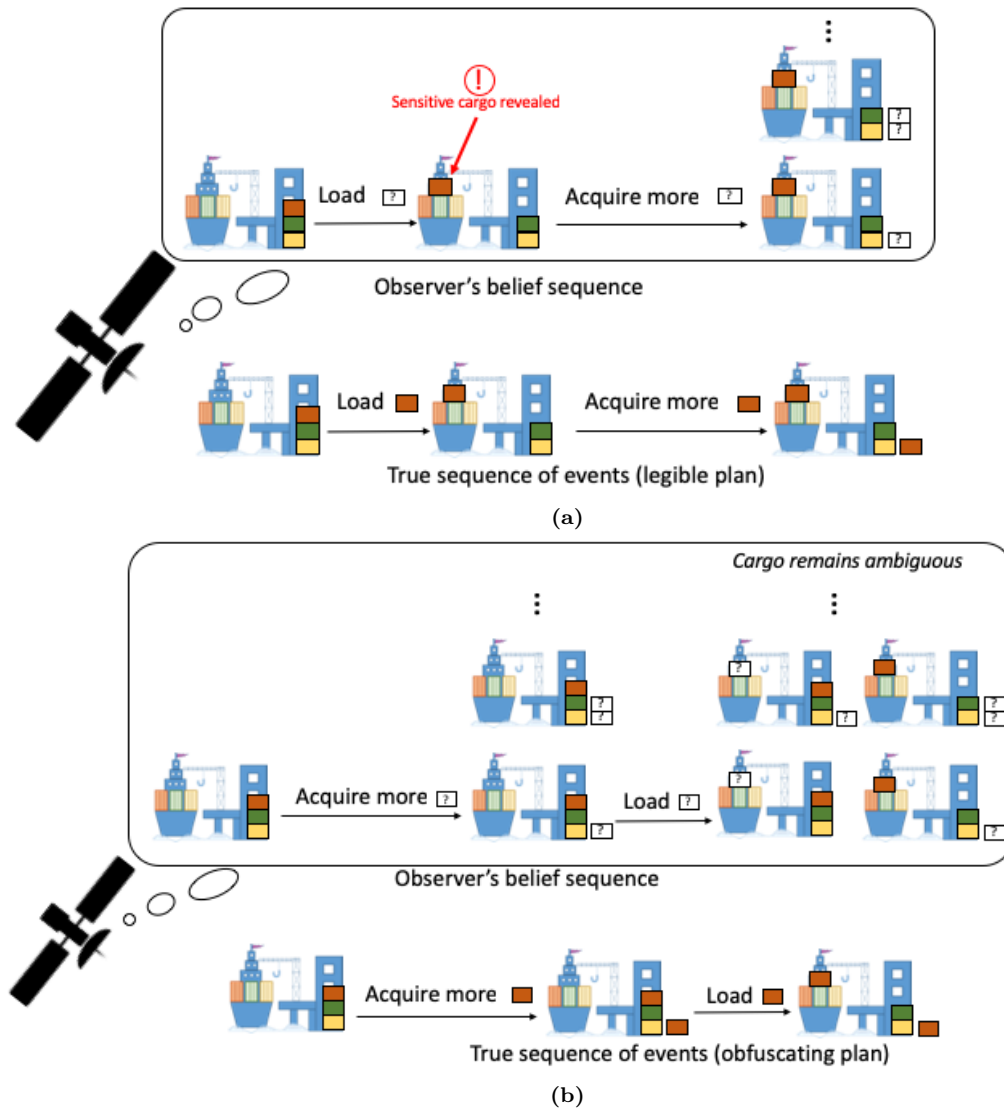 ⋮
!
Sensitive cargo revealed
?
?
Load ?
Acquire more ?
?
Observer's belief sequence
Load
Acquire more
True sequence of events (legible plan)
(a)
Cargo remains ambiguous
⋮ ⋮
? ?
? ? ? ?
?
Acquire more ? Load ?
? ?
Observer's belief sequence
Acquire more
Load
True sequence of events (obfuscating plan)
(b)